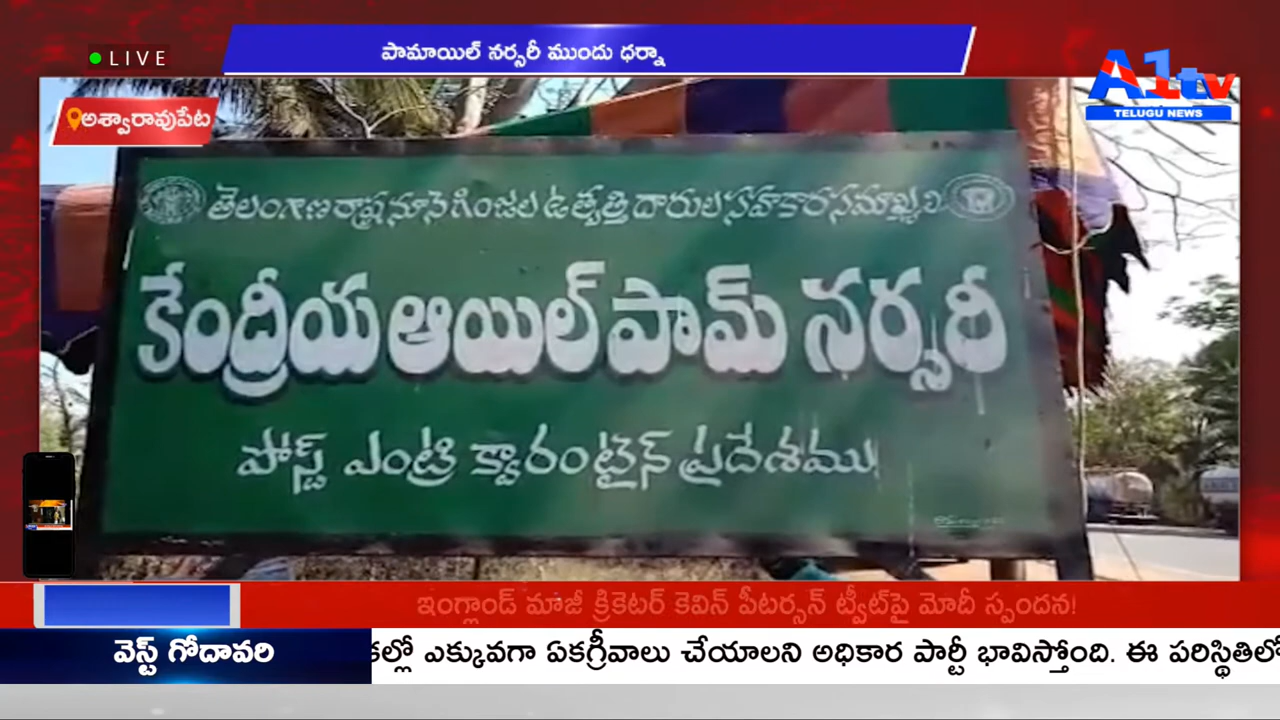 పామాయిల్ నర్సరీ ముందు ధర్నా
LIVE
A1tv
TELUGU NEWS
అశ్వారావుపేట
తెలంగాణ రాష్ట్ర నూనెగింజల ఉత్పత్తిదారుల సహకార సమాఖ్య లి
కేంద్రీయ ఆయిల్ పామ్ నర్సరీ
పోస్ట్ ఎంట్రి క్వారంటైన్ ప్రదేశము
ఇంగ్లాండ్ మాజీ క్రికెటర్ కెవిన్ పీటర్సన్ ట్వీట్‌పై మోదీ స్పందన!
వెస్ట్ గోదావరి
కల్లో ఎక్కువగా ఏకగ్రీవాలు చేయాలని అధికార పార్టీ భావిస్తోంది. ఈ పరిస్థితిలో